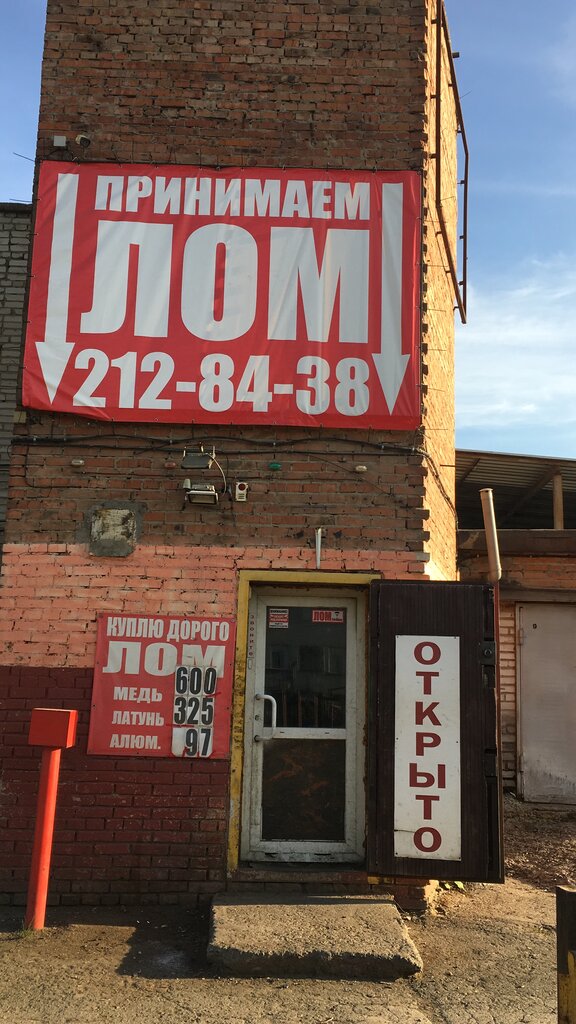 ПРИНИМАЕМ
ЛОМ
212-84-38
КУПЛЮ ДОРОГО
ЛОМ
МЕДЬ 600
ЛАТУНЬ 325
АЛЮМ. 97
ЛОМ
ОТКРЫТО